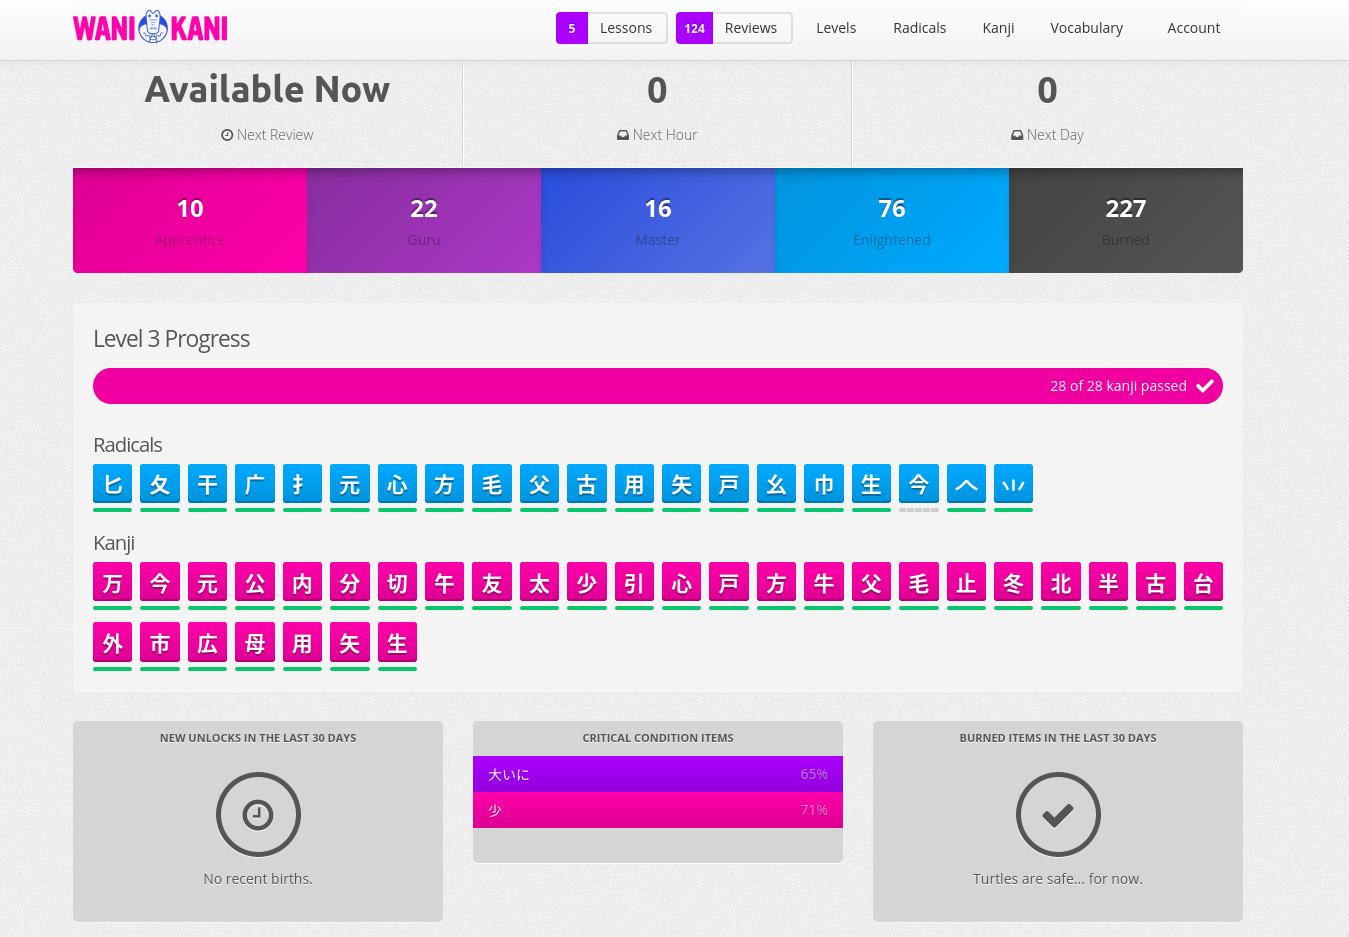 WANI KANI
5 Lessons 124 Reviews Levels Radicals Kanji Vocabulary Account
Available Now 0 0
Next Review Next Hour Next Day
10 22 16 76 227
Apprentice Guru Master Enlightened Burned
Level 3 Progress
28 of 28 kanji passed
Radicals
匕 夂 干 广 扌 元 心 方 毛 父 古 用 矢 戸 幺 巾 生 今 𠆢
Kanji
万 今 元 公 内 分 切 午 友 太 少 引 心 戸 方 牛 父 毛 止 冬 北 半 古 台
外 市 広 母 用 矢 生
NEW UNLOCKS IN THE LAST 30 DAYS
No recent births.
CRITICAL CONDITION ITEMS
大いに 65%
少 71%
BURNED ITEMS IN THE LAST 30 DAYS
Turtles are safe... for now.